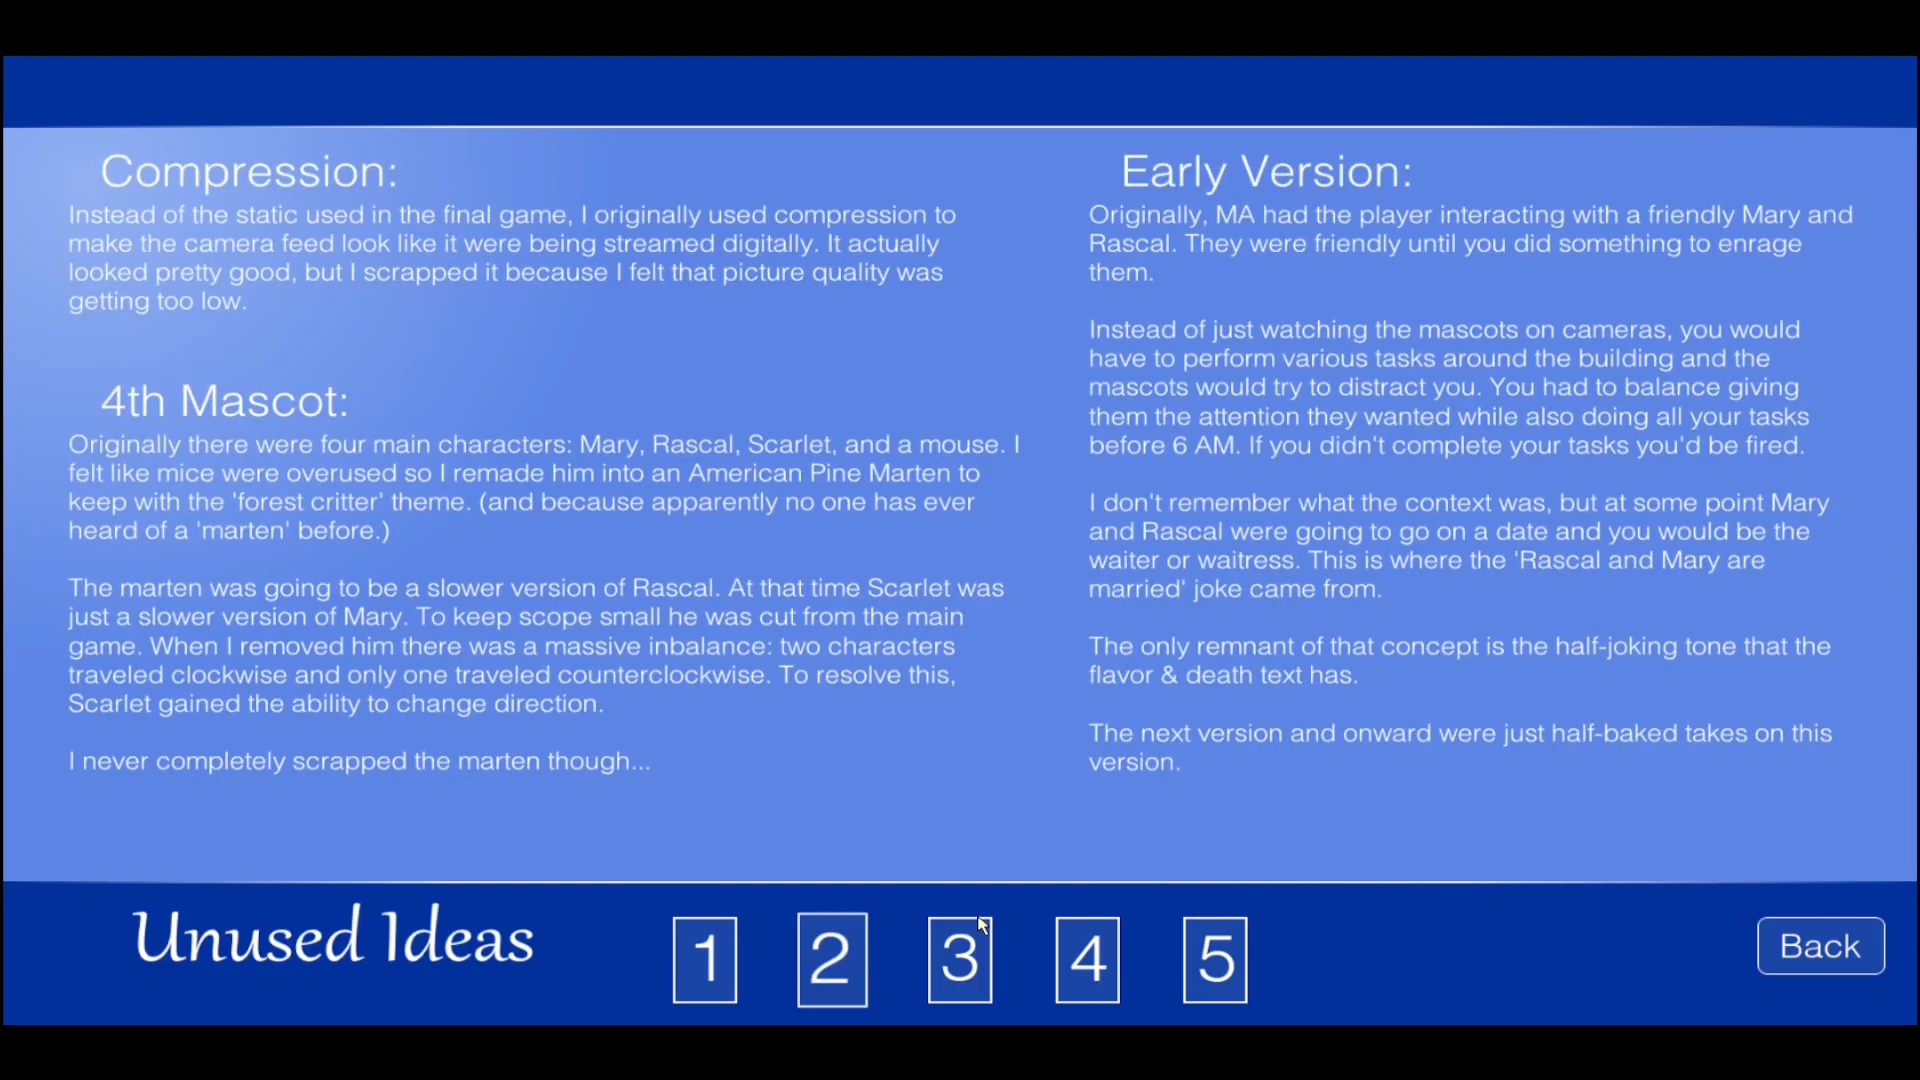 Compression:
Instead of the static used in the final game, I originally used compression to
make the camera feed look like it were being streamed digitally. It actually
looked pretty good, but I scrapped it because I felt that picture quality was
getting too low.
4th Mascot:
Originally there were four main characters: Mary, Rascal, Scarlet, and a mouse. I
felt like mice were overused so I remade him into an American Pine Marten to
keep with the 'forest critter' theme. (and because apparently no one has ever
heard of a 'marten' before.)
The marten was going to be a slower version of Rascal. At that time Scarlet was
just a slower version of Mary. To keep scope small he was cut from the main
game. When I removed him there was a massive inbalance: two characters
traveled clockwise and only one traveled counterclockwise. To resolve this,
Scarlet gained the ability to change direction.
I never completely scrapped the marten though...
Early Version:
Originally, MA had the player interacting with a friendly Mary and
Rascal. They were friendly until you did something to enrage
them.
Instead of just watching the mascots on cameras, you would
have to perform various tasks around the building and the
mascots would try to distract you. You had to balance giving
them the attention they wanted while also doing all your tasks
before 6 AM. If you didn't complete your tasks you'd be fired.
I don't remember what the context was, but at some point Mary
and Rascal were going to go on a date and you would be the
waiter or waitress. This is where the 'Rascal and Mary are
married' joke came from.
The only remnant of that concept is the half-joking tone that the
flavor & death text has.
The next version and onward were just half-baked takes on this
version.
Unused Ideas
1
2
3
4
5
Back